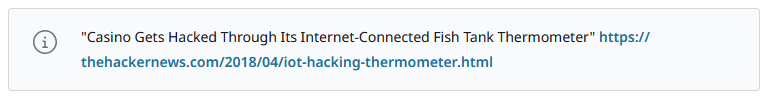 "Casino Gets Hacked Through Its Internet-Connected Fish Tank Thermometer" https://
thehackernews.com/2018/04/iot-hacking-thermometer.html